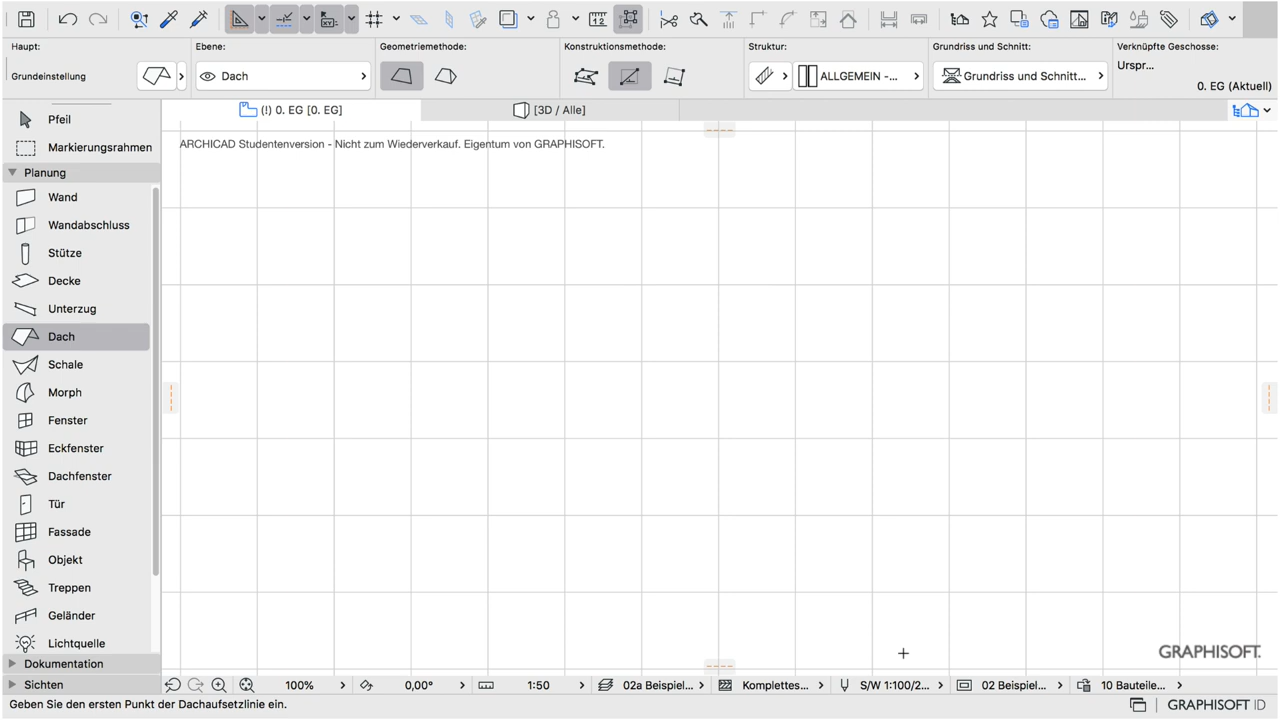 XY:
12
Haupt:
Ebene:
Geometriemethode:
Konstruktionsmethode:
Struktur:
Grundriss und Schnitt:
Verknüpfte Geschosse:
Grundeinstellung
Dach
ALLGEMEIN -...
Grundriss und Schnitt...
Urspr...
0. EG (Aktuell)
(!) 0. EG [0. EG]
[3D / Alle]
Pfeil
Markierungsrahmen
Planung
Wand
Wandabschluss
Stütze
Decke
Unterzug
Dach
Schale
Morph
Fenster
Eckfenster
Dachfenster
Tür
Fassade
Objekt
Treppen
Geländer
Lichtquelle
Dokumentation
Sichten
ARCHICAD Studentenversion - Nicht zum Wiederverkauf. Eigentum von GRAPHISOFT.
GRAPHISOFT.
100%
0,00°
1:50
02a Beispiel...
Komplettes...
S/W 1:100/2...
02 Beispiel...
10 Bauteile...
Geben Sie den ersten Punkt der Dachaufsetzlinie ein.
GRAPHISOFT ID